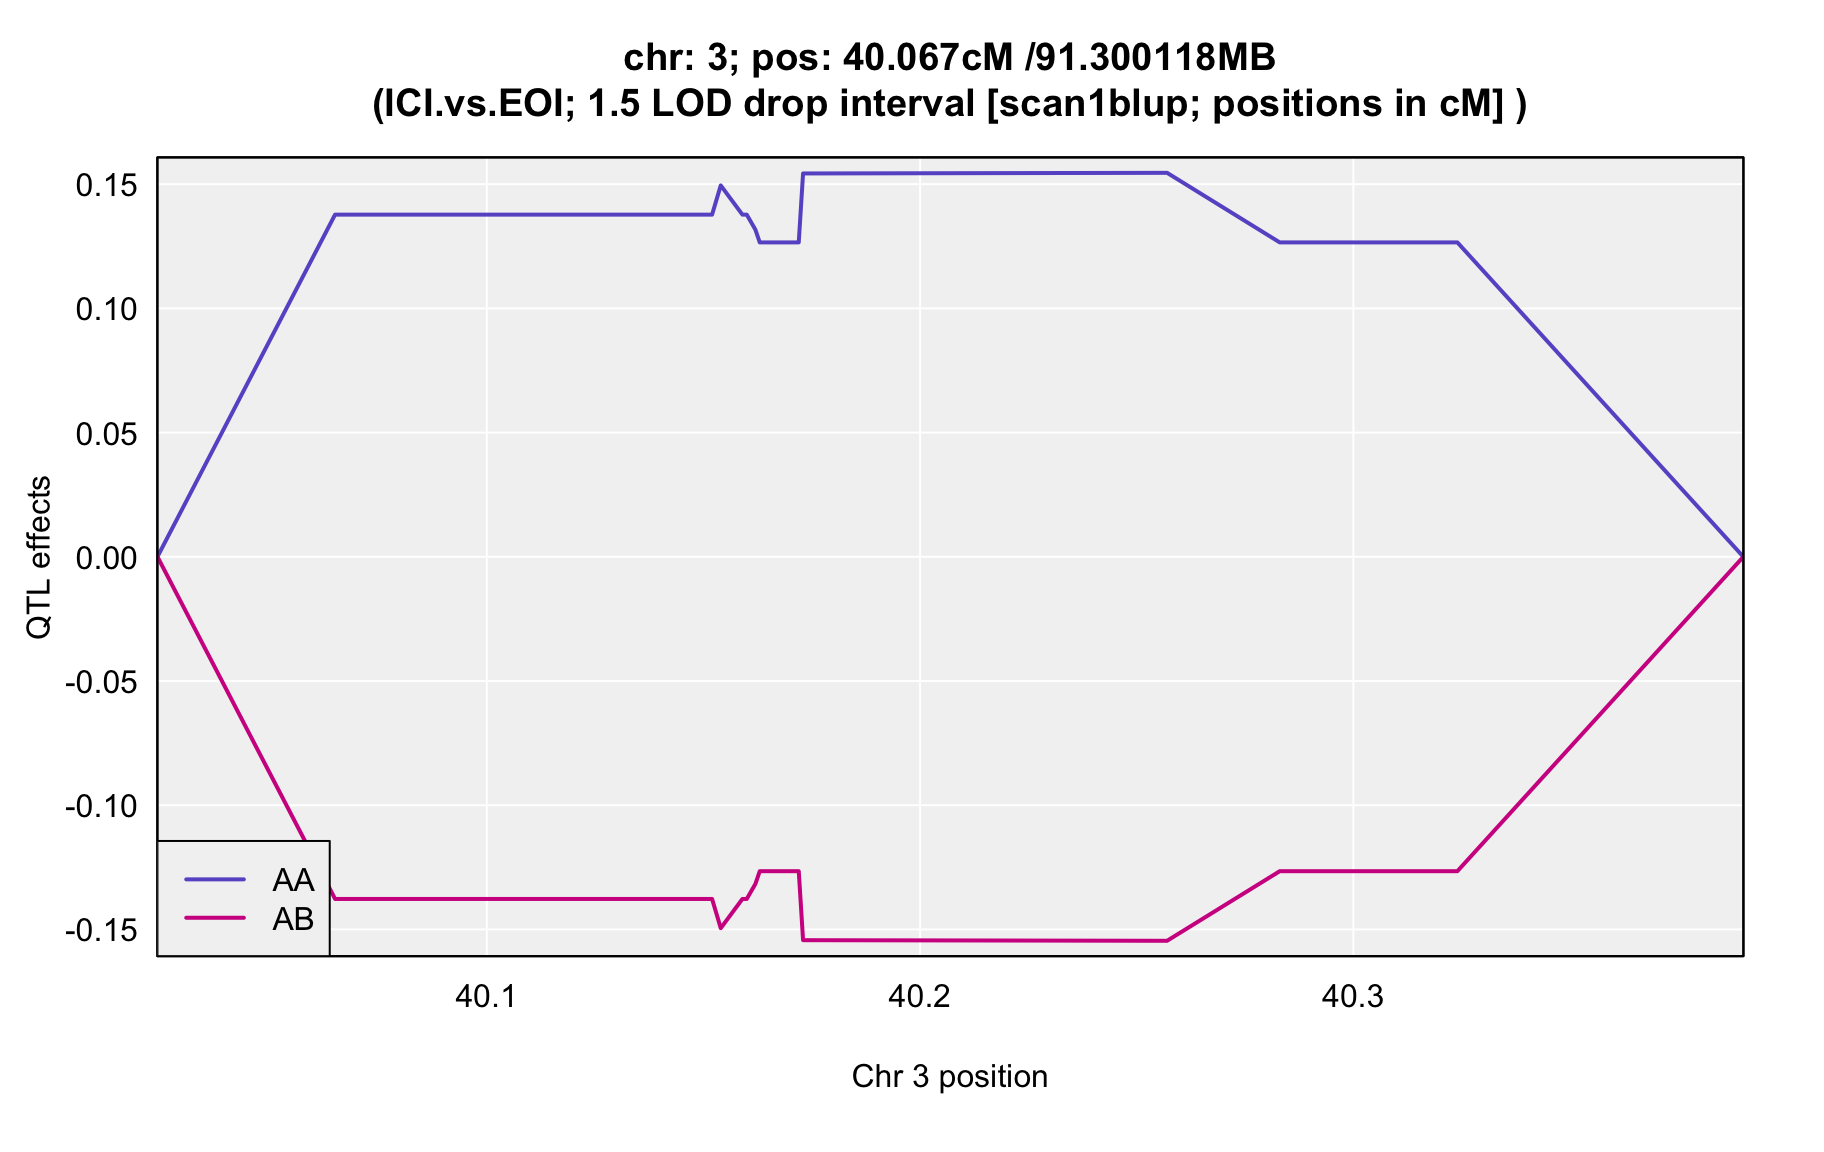 chr: 3; pos: 40.067cM /91.300118MB
(ICI.vs.EOI; 1.5 LOD drop interval [scan1blup; positions in cM] )
0.15
0.10
0.05
0.00
-0.05
-0.10
-0.15
QTL effects
AA
AB
40.1
40.2
40.3
Chr 3 position